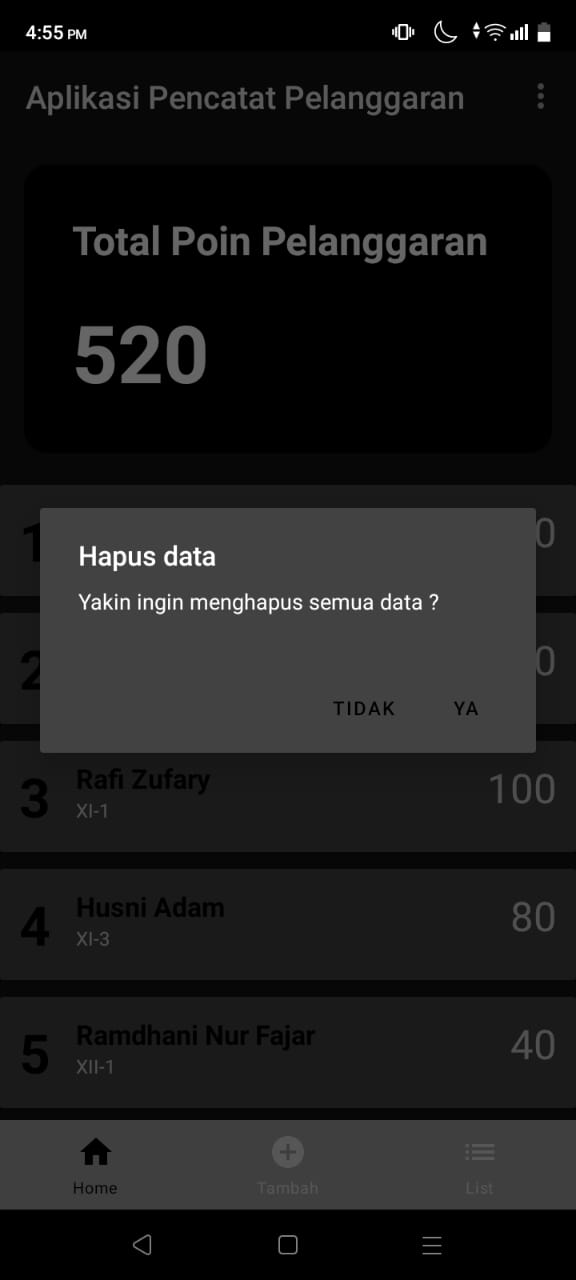 4:55 PM
Aplikasi Pencatat Pelanggaran
Total Poin Pelanggaran
520
1
0
Hapus data
Yakin ingin menghapus semua data ?
2
0
TIDAK YA
3 Rafi Zufary 100
XI-1
4 Husni Adam 80
XI-3
5 Ramdhani Nur Fajar 40
XII-1
Home Tambah List